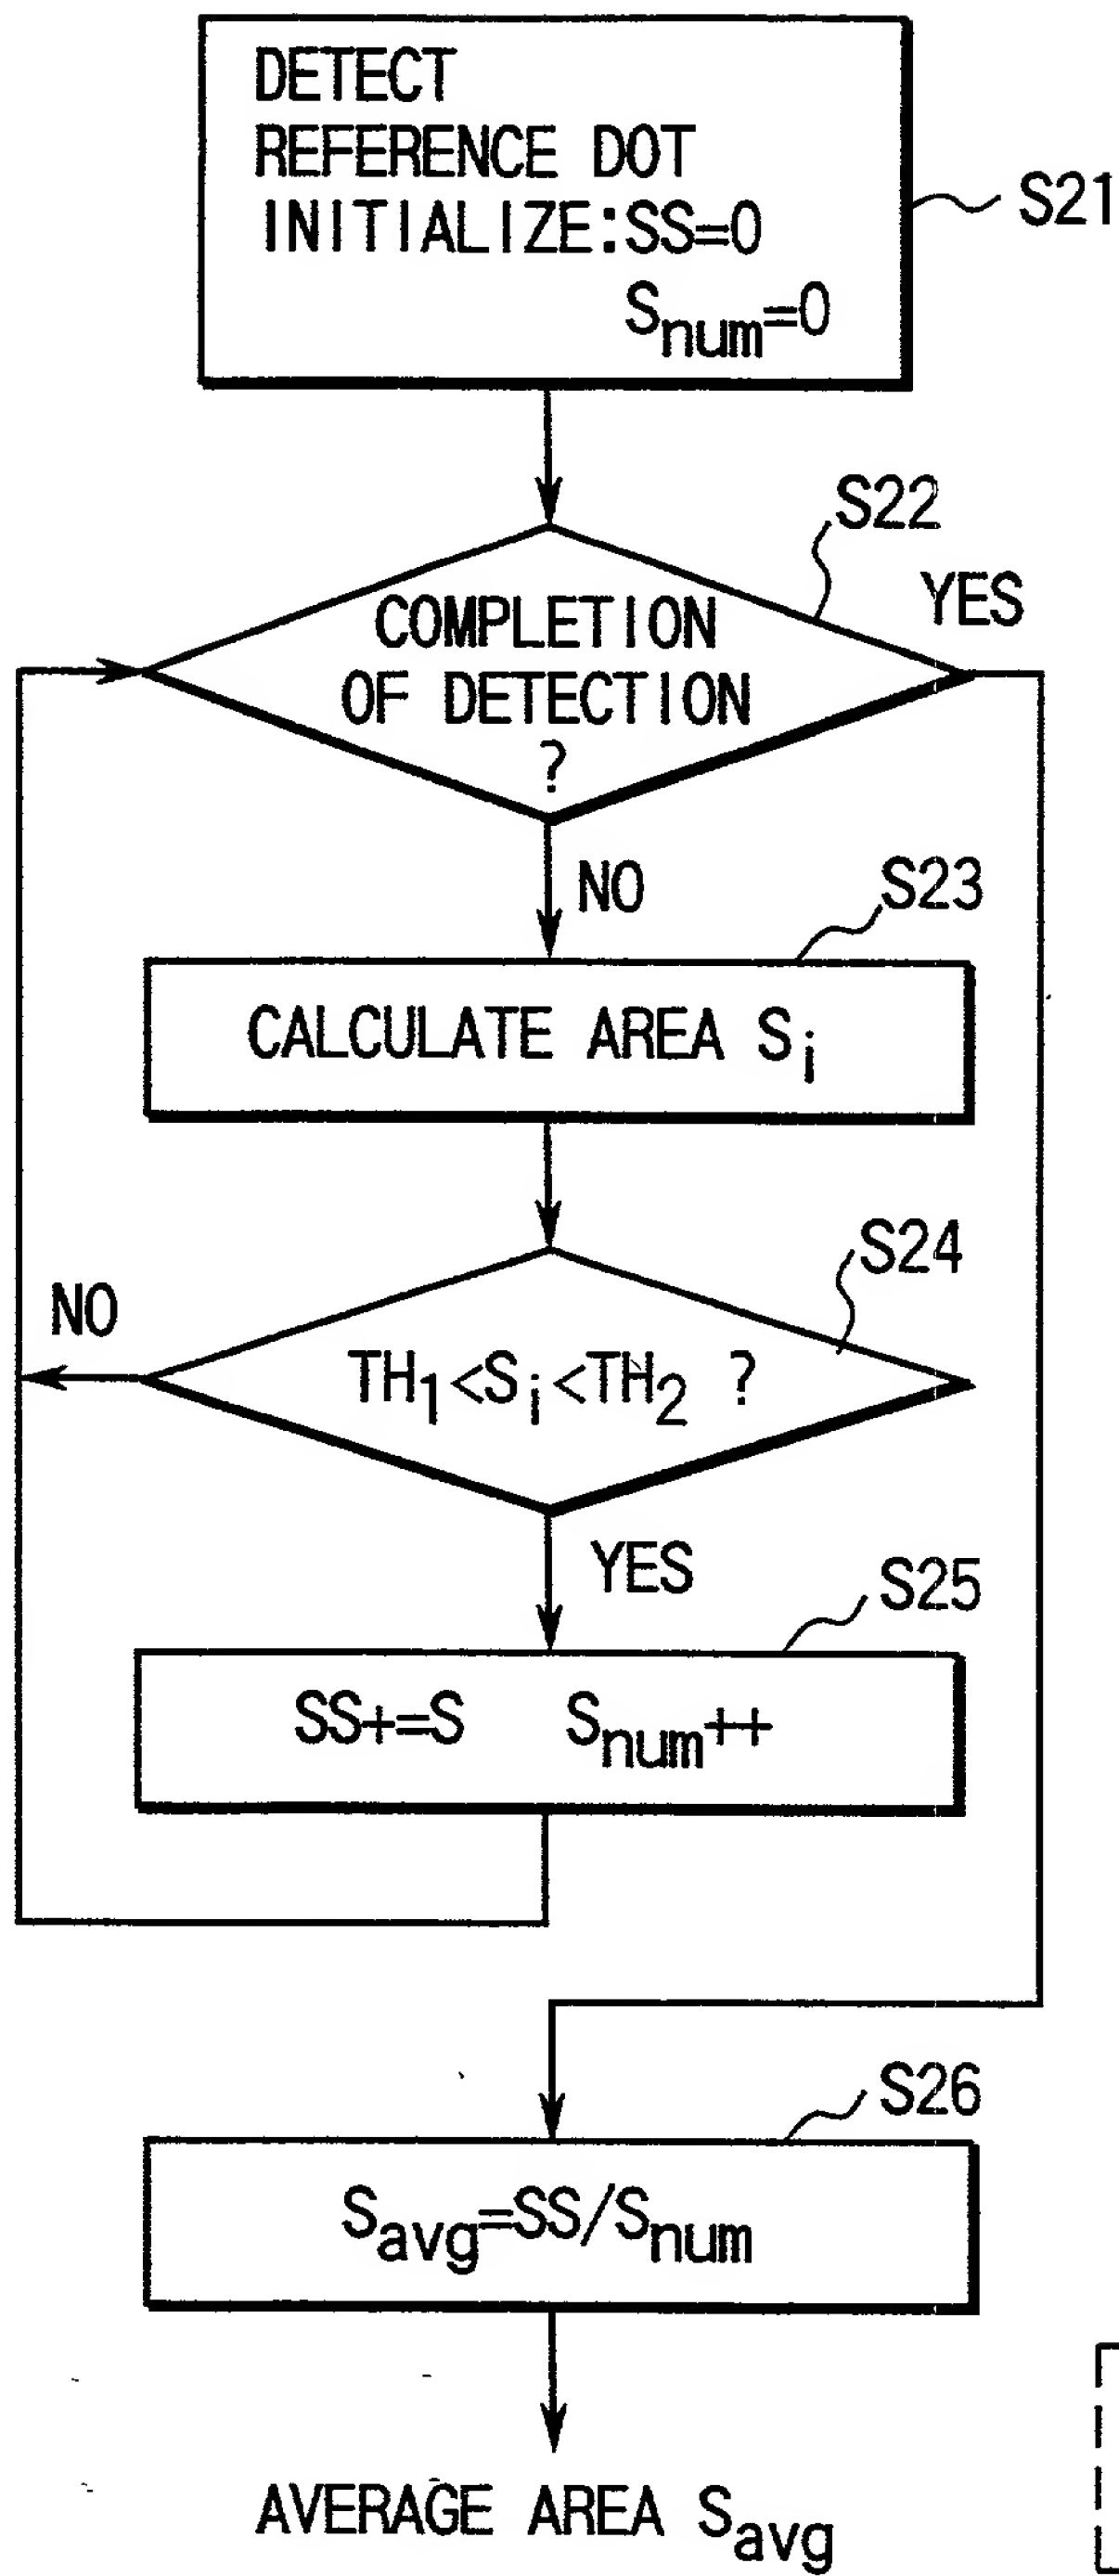 DETECT
REFERENCE DOT
INITIALIZE:SS=0
Snum=0
S21
S22
YES
COMPLETION
OF DETECTION
?
NO
S23
CALCULATE AREA Si
S24
NO
TH1<Si<TH2 ?
YES
S25
SS+=S Snum++
S26
Savg=SS/Snum
AVERAGE AREA Savg